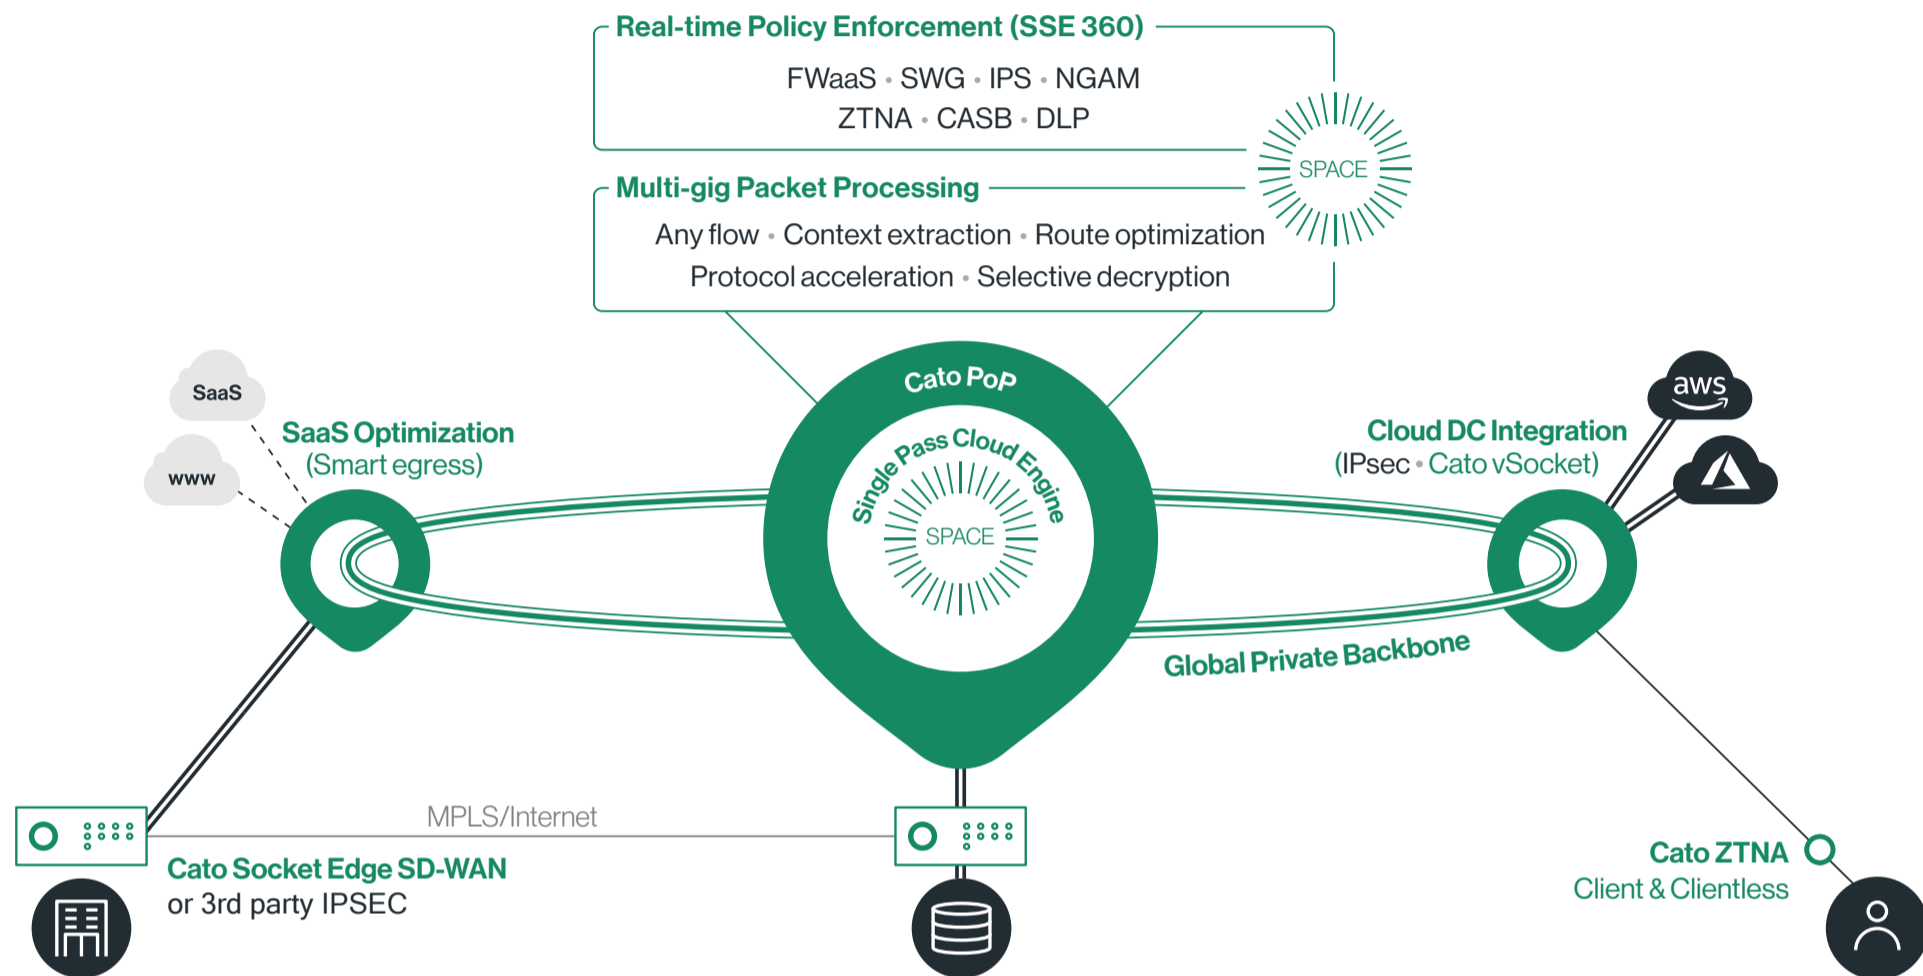 Real-time Policy Enforcement (SSE 360)
FWaaS • SWG • IPS • NGAM
ZTNA • CASB • DLP
SPACE
Multi-gig Packet Processing
Any flow • Context extraction • Route optimization
Protocol acceleration • Selective decryption
SaaS
www
SaaS Optimization
(Smart egress)
Cato PoP
Single Pass Cloud Engine
SPACE
Cloud DC Integration
(IPsec • Cato vSocket)
aws
Global Private Backbone
MPLS/Internet
Cato Socket Edge SD-WAN
or 3rd party IPSEC
Cato ZTNA
Client & Clientless